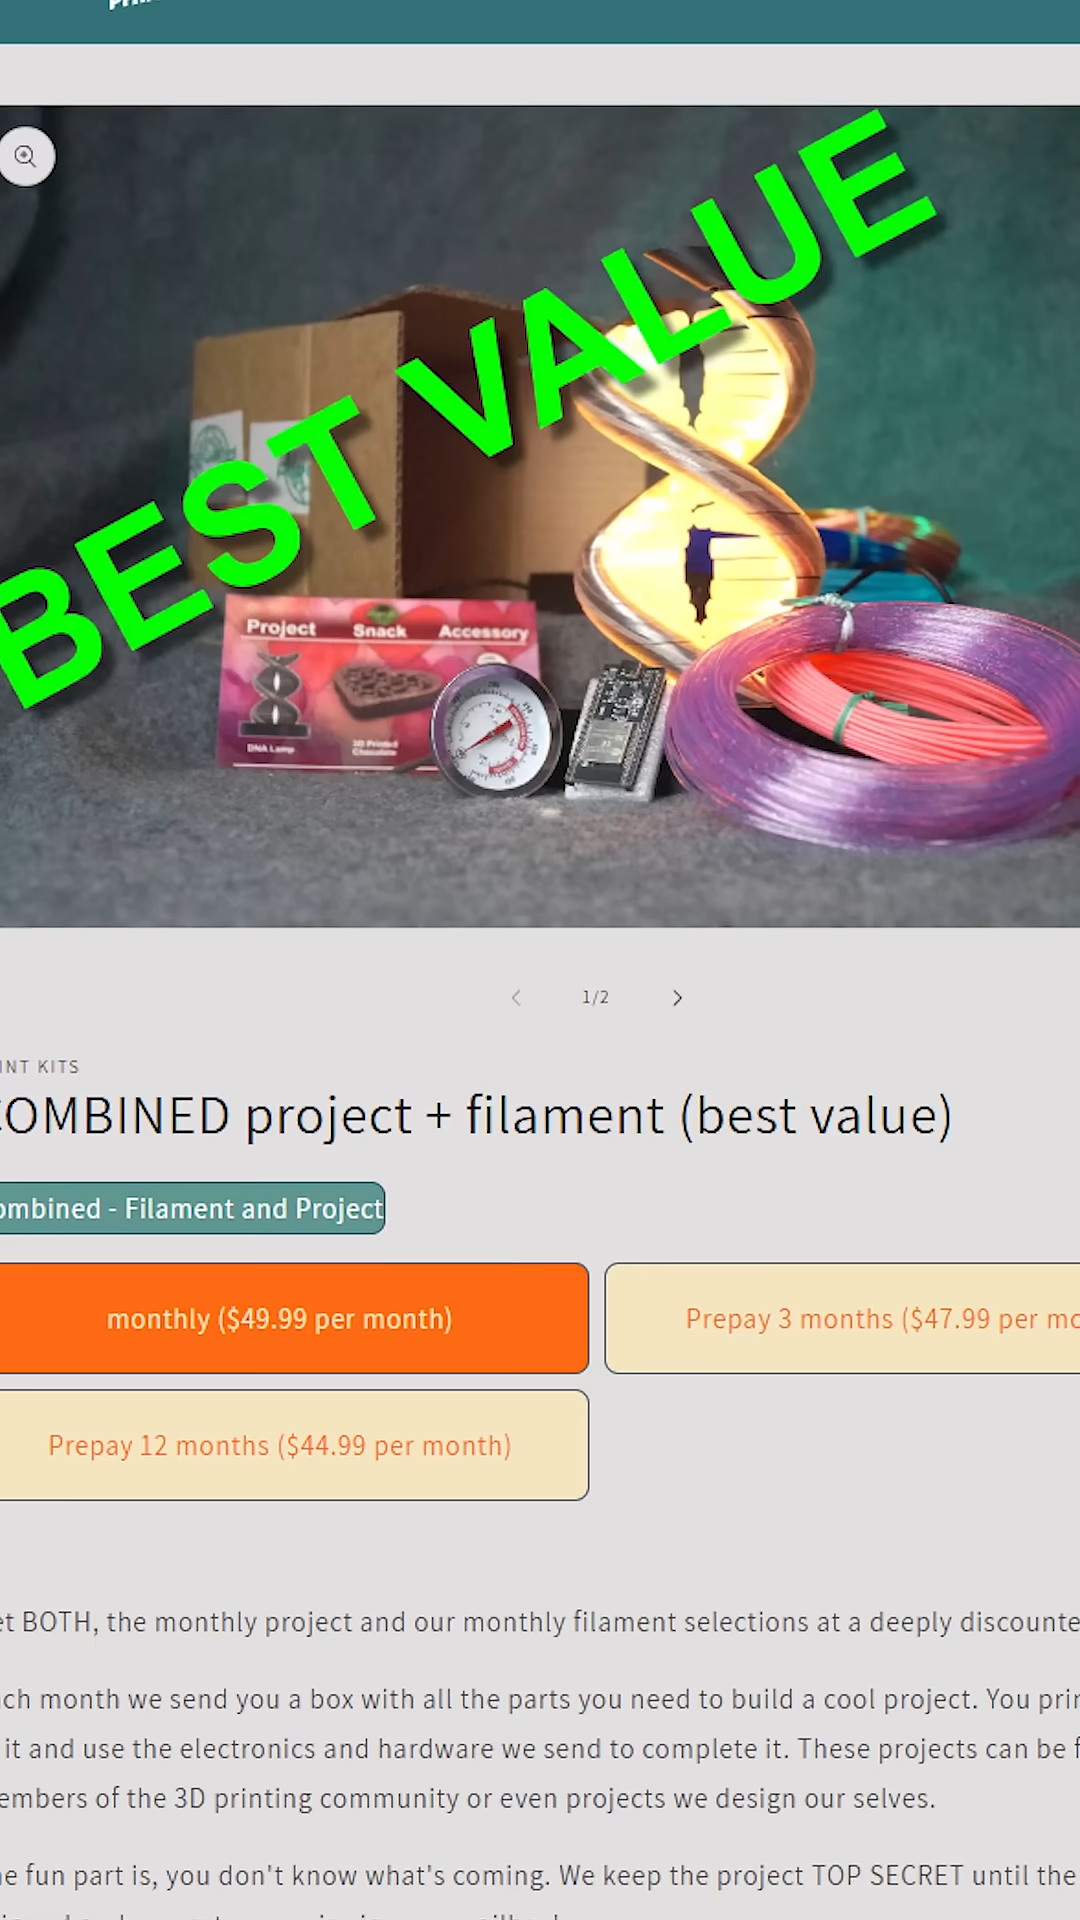 BEST VALUE
Project Snack Accessory
DNA Lamp
3D Printed
Chocolate
1/2
INT KITS
COMBINED project + filament (best value)
ombined - Filament and Project
monthly ($49.99 per month)
Prepay 3 months ($47.99 per mo
Prepay 12 months ($44.99 per month)
et BOTH, the monthly project and our monthly filament selections at a deeply discounte
ch month we send you a box with all the parts you need to build a cool project. You prin
it and use the electronics and hardware we send to complete it. These projects can be f
embers of the 3D printing community or even projects we design our selves.
e fun part is, you don't know what's coming. We keep the project TOP SECRET until the